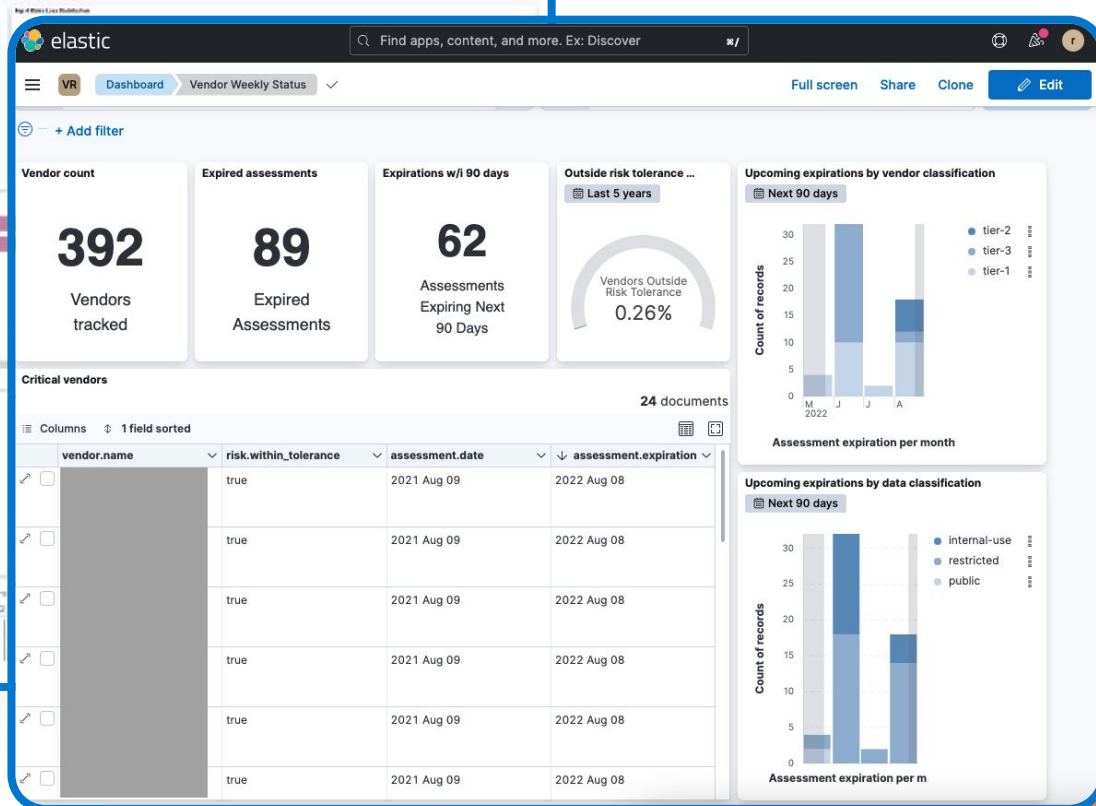 Top 4 Risks Loss Distribution
elastic
Find apps, content, and more. Ex: Discover
⌘/
r
VR
Dashboard
Vendor Weekly Status
Full screen
Share
Clone
Edit
+ Add filter
Vendor count
392
Vendors
tracked
Expired assessments
89
Expired
Assessments
Expirations w/i 90 days
62
Assessments
Expiring Next
90 Days
Outside risk tolerance ...
Last 5 years
Vendors Outside
Risk Tolerance
0.26%
Upcoming expirations by vendor classification
Next 90 days
Count of records
30
25
20
15
10
5
0
M J J A
2022
Assessment expiration per month
tier-2
tier-3
tier-1
Critical vendors
24 documents
Columns
1 field sorted
vendor.name risk.within_tolerance assessment.date assessment.expiration
true 2021 Aug 09 2022 Aug 08
true 2021 Aug 09 2022 Aug 08
true 2021 Aug 09 2022 Aug 08
true 2021 Aug 09 2022 Aug 08
true 2021 Aug 09 2022 Aug 08
true 2021 Aug 09 2022 Aug 08
Upcoming expirations by data classification
Next 90 days
Count of records
30
25
20
15
10
5
0
Assessment expiration per m
internal-use
restricted
public